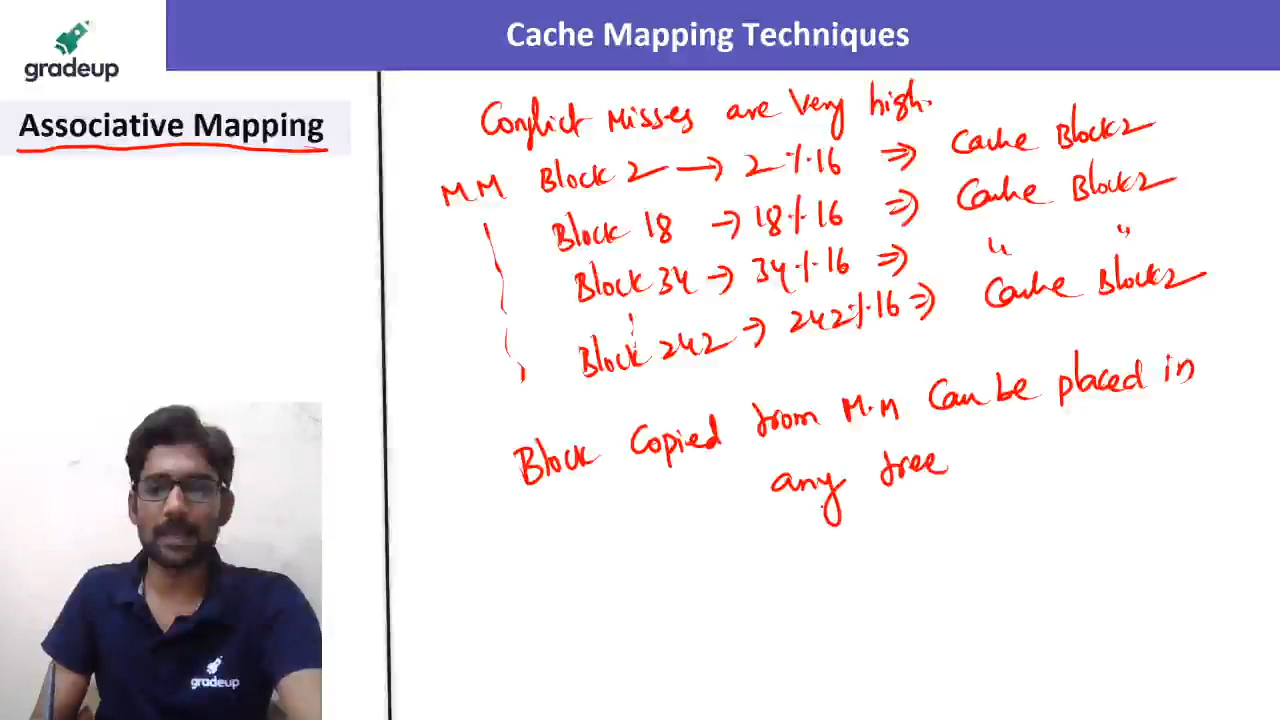 gradeup
Cache Mapping Techniques
Associative Mapping
Conflict Misses are Very high.
M.M Block 2 → 2 % 16 ⇒ Cache Block 2
Block 18 → 18 % 16 ⇒ Cache Block 2
Block 34 → 34 % 16 ⇒ " "
Block 242 → 242 % 16 ⇒ Cache Block 2
Block Copied from M.M Can be placed in
any free
gradeup